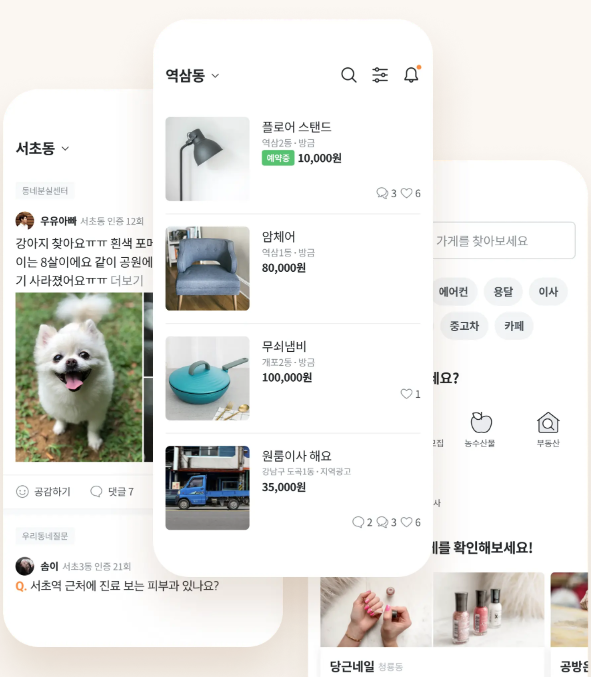 역삼동
플로어 스탠드
역삼2동 · 방금
예약중 10,000원
3 6
암체어
역삼1동 · 방금
80,000원
무쇠냄비
개포2동 · 방금
100,000원
1
원룸이사 해요
강남구 도곡1동 · 지역광고
35,000원
2 3 6
서초동
동네분실센터
우유아빠 서초동 인증 12회
강아지 찾아요ㅠㅠ 흰색 포메
이는 8살이에요 같이 공원에
기 사라졌어요ㅠㅠ 더보기
공감하기 댓글 7
우리동네질문
송이 서초3동 인증 21회
Q. 서초역 근처에 진료 보는 피부과 있나요?
가게를 찾아보세요
에어컨 용달 이사
중고차 카페
요?
농수산물 부동산
사
를 확인해보세요!
당근네일 청룡동
공방은